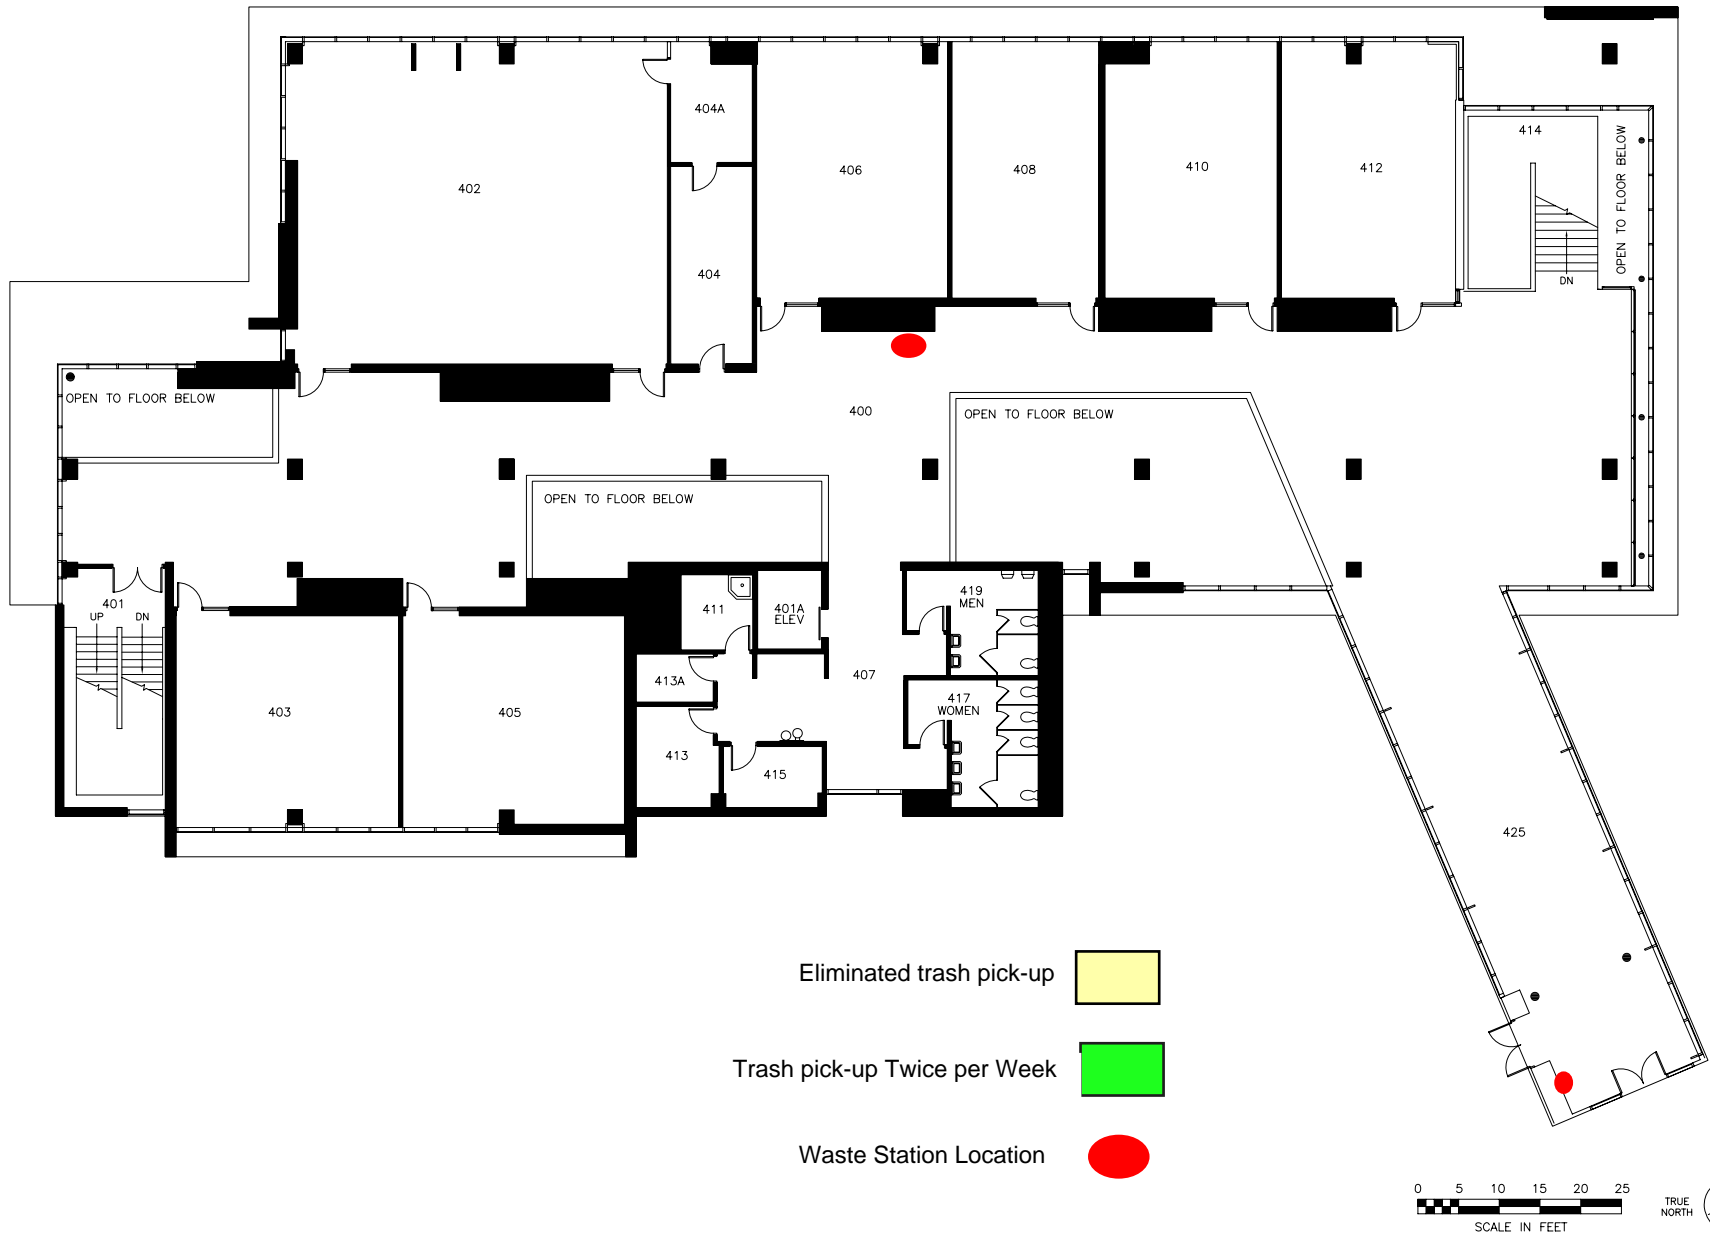 414
404A
OPEN TO FLOOR BELOW
402
406
408
410
412
404
DN
OPEN TO FLOOR BELOW
400
OPEN TO FLOOR BELOW
OPEN TO FLOOR BELOW
401
UP
DN
411
401A
ELEV
419
MEN
407
413A
417
WOMEN
403
405
413
415
425
Eliminated trash pick-up
Trash pick-up Twice per Week
Waste Station Location
0 5 10 15 20 25
SCALE IN FEET
TRUE
NORTH